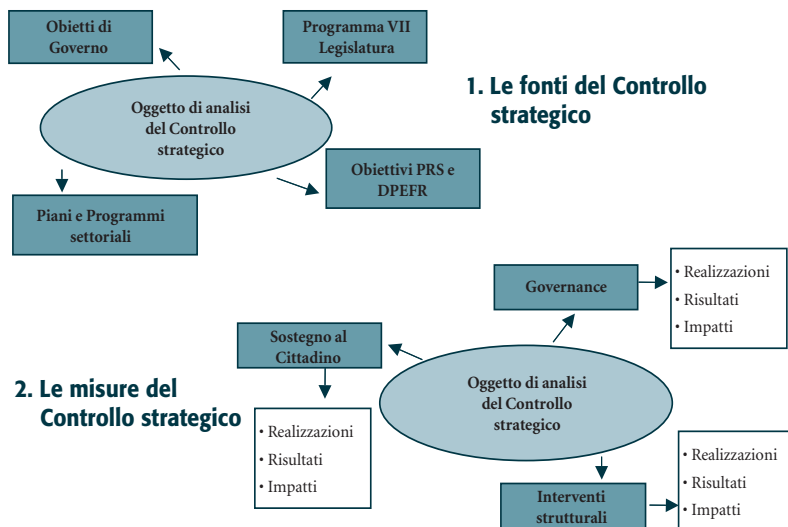 Obietti di
Governo
Programma VII
Legislatura
1. Le fonti del Controllo
strategico
Oggetto di analisi
del Controllo
strategico
Obiettivi PRS e
DPEFR
Piani e Programmi
settoriali
Governance
• Realizzazioni
• Risultati
• Impatti
Sostegno al
Cittadino
2. Le misure del
Controllo strategico
Oggetto di analisi
del Controllo
strategico
• Realizzazioni
• Risultati
• Impatti
Interventi
strutturali
• Realizzazioni
• Risultati
• Impatti